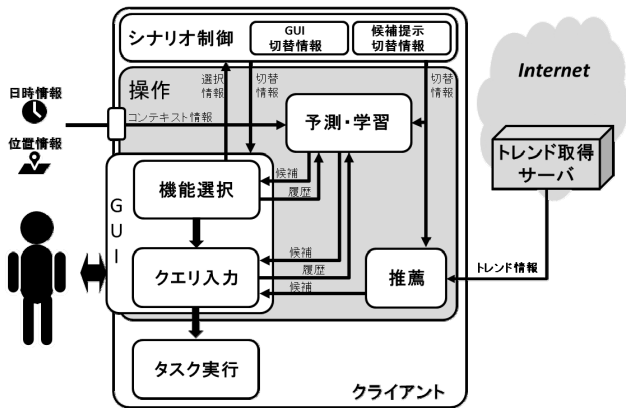 シナリオ制御
GUI
切替情報
候補提示
切替情報
操作
選択
情報
切替
情報
切替
情報
日時情報
位置情報
コンテキスト情報
予測・学習
Internet
トレンド取得
サーバ
GUI
機能選択
候補
履歴
クエリ入力
候補
履歴
候補
推薦
トレンド情報
タスク実行
クライアント